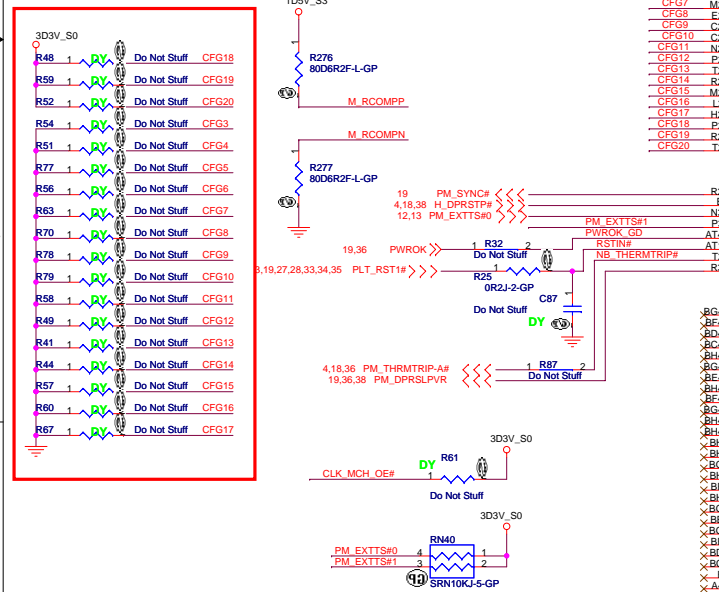 3D3V_S0
R48 1 DY Do Not Stuff CFG18
R59 1 DY Do Not Stuff CFG19
R52 1 DY Do Not Stuff CFG20
R54 1 DY Do Not Stuff CFG3
R51 1 DY Do Not Stuff CFG4
R77 1 DY Do Not Stuff CFG5
R56 1 DY Do Not Stuff CFG6
R63 1 DY Do Not Stuff CFG7
R70 1 DY Do Not Stuff CFG8
R78 1 DY Do Not Stuff CFG9
R79 1 DY Do Not Stuff CFG10
R58 1 DY Do Not Stuff CFG11
R49 1 DY Do Not Stuff CFG12
R41 1 DY Do Not Stuff CFG13
R44 1 DY Do Not Stuff CFG14
R57 1 DY Do Not Stuff CFG15
R60 1 DY Do Not Stuff CFG16
R67 1 DY Do Not Stuff CFG17
1D5V_S3
1
R276
80D6R2F-L-GP
M_RCOMPP
M_RCOMPN
1
R277
80D6R2F-L-GP
CFG7
CFG8
CFG9
CFG10
CFG11
CFG12
CFG13
CFG14
CFG15
CFG16
CFG17
CFG18
CFG19
CFG20
19 PM_SYNC#
4,18,38 H_DPRSTP#
12,13 PM_EXTTS#0
PM_EXTTS#1
PWROK_GD
RSTIN#
NB_THERMTRIP#
19,36 PWROK 1 R32 2
Do Not Stuff
3,19,27,28,33,34,35 PLT_RST1# 1
R25
0R2J-2-GP
1
C87
Do Not Stuff
DY
4,18,36 PM_THRMTRIP-A# 1 R87 2
19,36,38 PM_DPRSLPVR Do Not Stuff
3D3V_S0
R61
DY
CLK_MCH_OE# 1
Do Not Stuff
3D3V_S0
RN40
PM_EXTTS#0 4 1
PM_EXTTS#1 3 2
SRN10KJ-5-GP